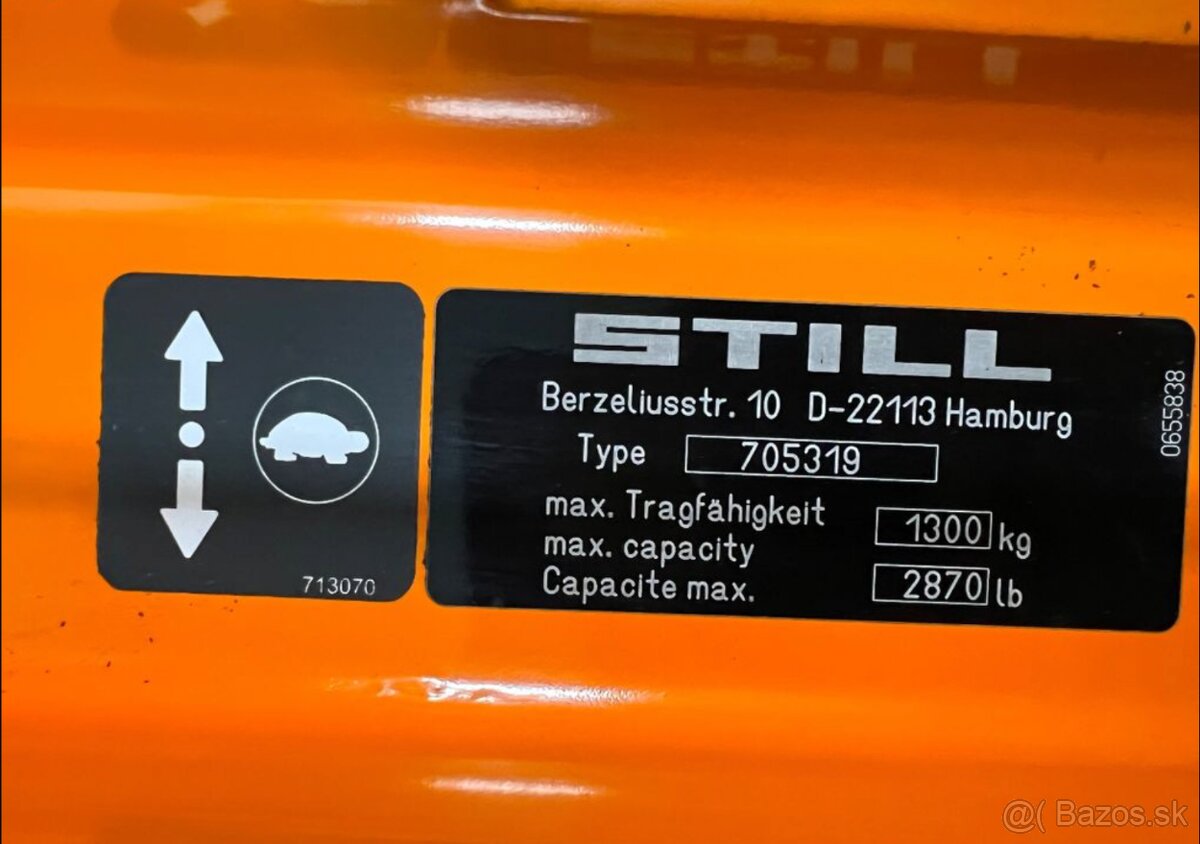 STILL
Berzeliusstr. 10 D-22113 Hamburg
Type 705319
max. Tragfähigkeit
max. capacity
Capacite max.
1300 kg
2870 lb
0655838
713070
@( Bazos.sk